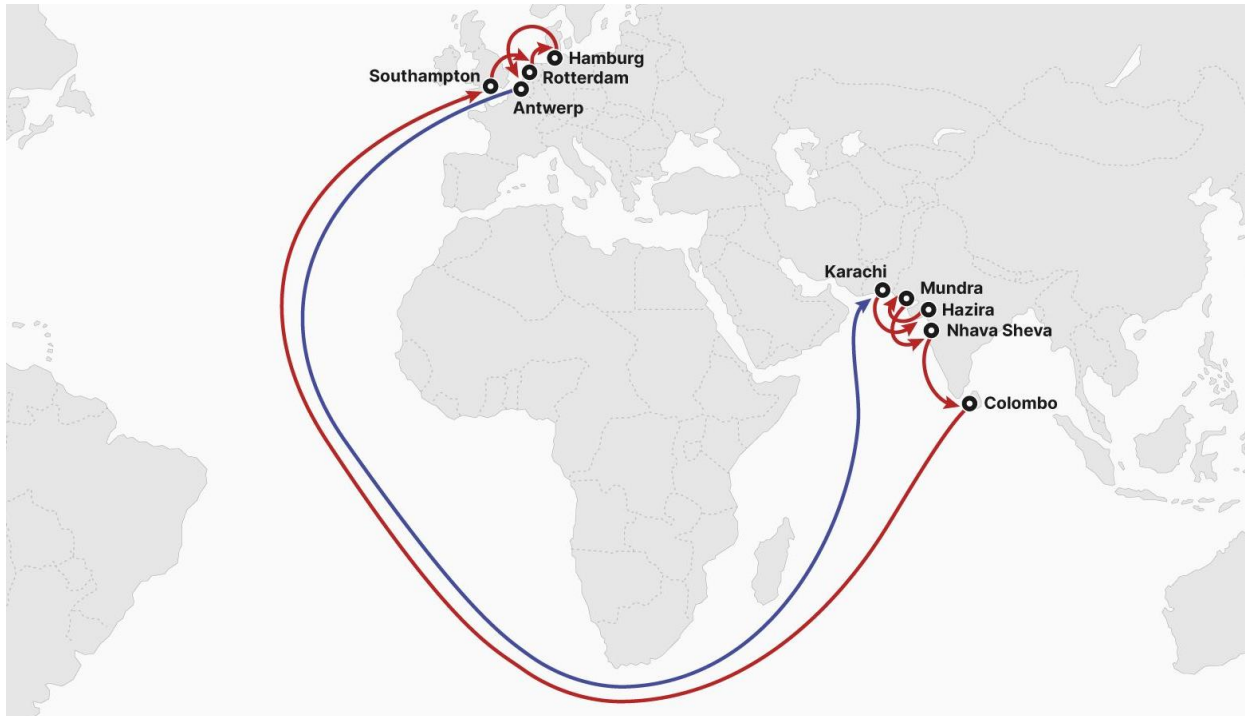 Hamburg
Southampton
Rotterdam
Antwerp
Karachi
Mundra
Hazira
Nhava Sheva
Colombo